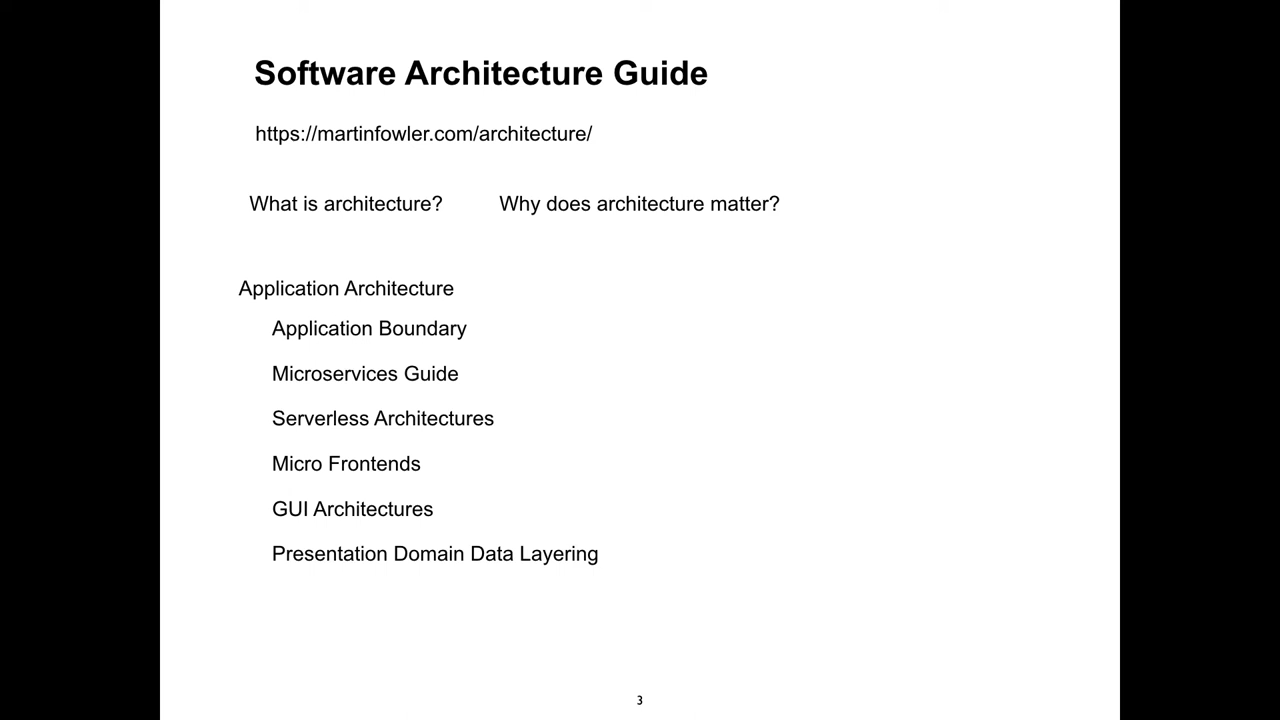 Software Architecture Guide
https://martinfowler.com/architecture/
What is architecture? Why does architecture matter?
Application Architecture
Application Boundary
Microservices Guide
Serverless Architectures
Micro Frontends
GUI Architectures
Presentation Domain Data Layering
3